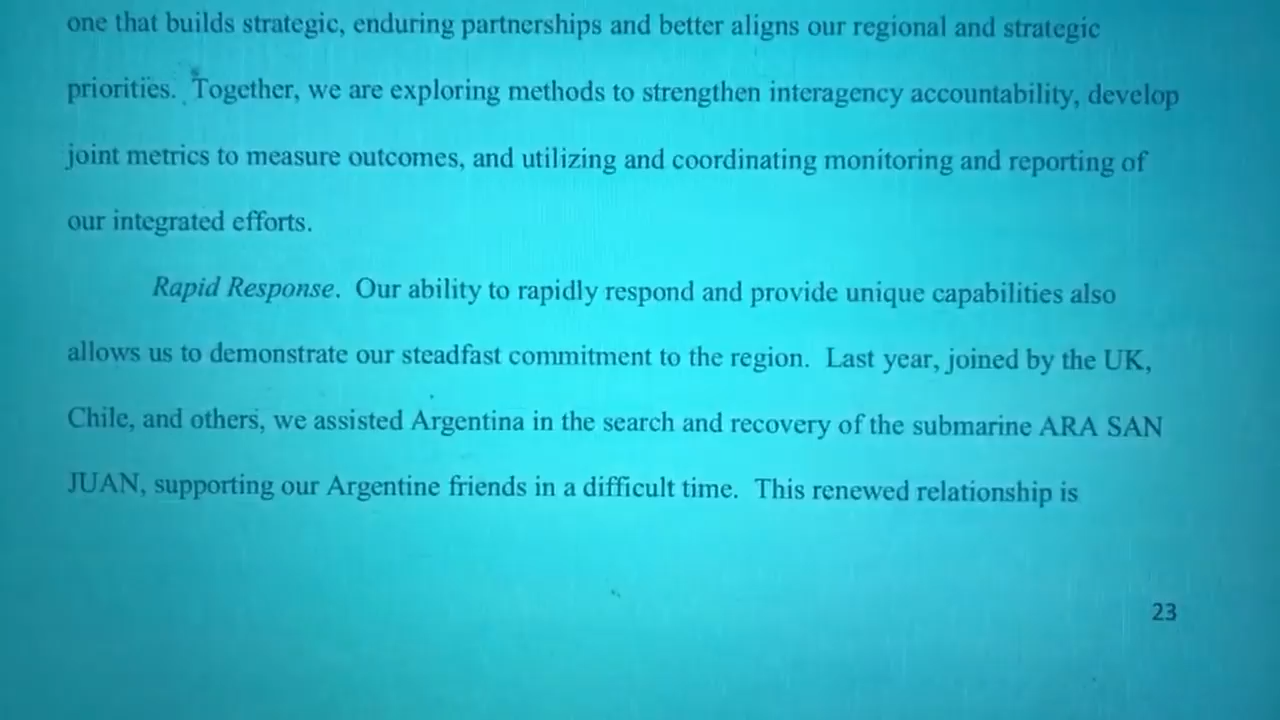 one that builds strategic, enduring partnerships and better aligns our regional and strategic
priorities.  Together, we are exploring methods to strengthen interagency accountability, develop
joint metrics to measure outcomes, and utilizing and coordinating monitoring and reporting of
our integrated efforts.
Rapid Response.  Our ability to rapidly respond and provide unique capabilities also
allows us to demonstrate our steadfast commitment to the region.  Last year, joined by the UK,
Chile, and others, we assisted Argentina in the search and recovery of the submarine ARA SAN
JUAN, supporting our Argentine friends in a difficult time.  This renewed relationship is
23